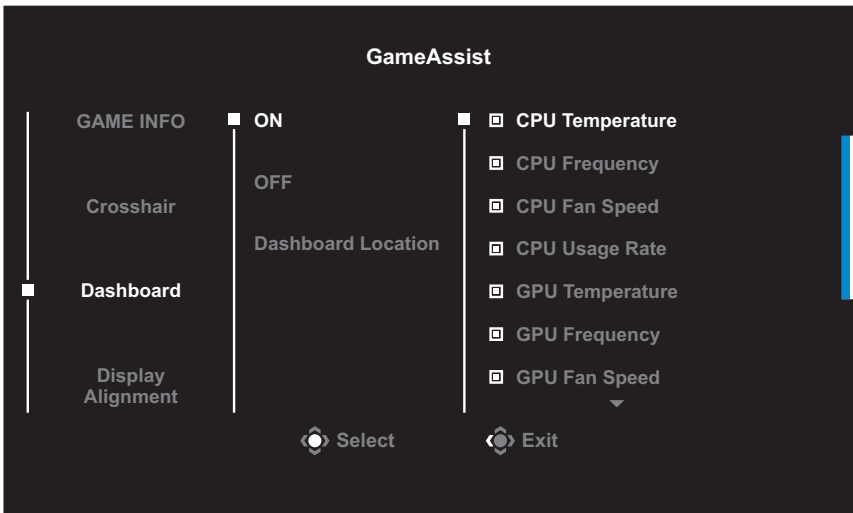 GameAssist
GAME INFO
Crosshair
Dashboard
Display
Alignment
ON
OFF
Dashboard Location
CPU Temperature
CPU Frequency
CPU Fan Speed
CPU Usage Rate
GPU Temperature
GPU Frequency
GPU Fan Speed
Select
Exit